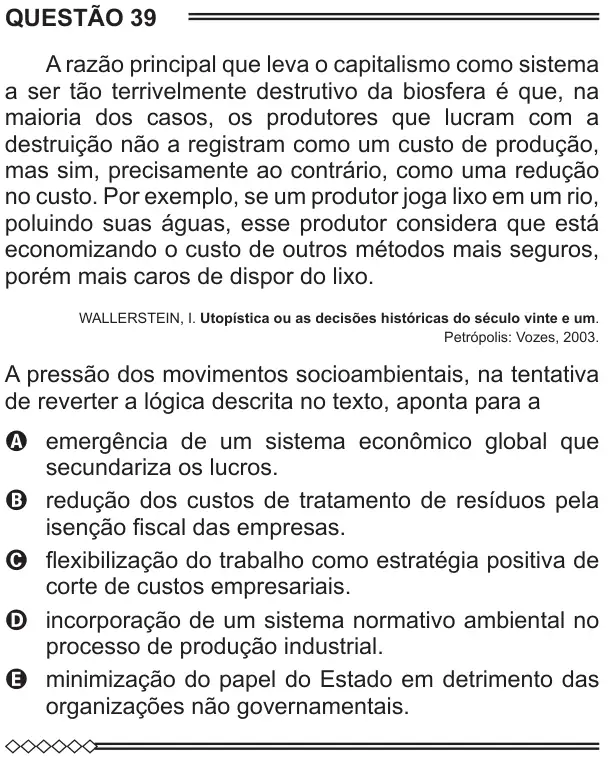 QUESTÃO 39
A razão principal que leva o capitalismo como sistema
a ser tão terrivelmente destrutivo da biosfera é que, na
maioria dos casos, os produtores que lucram com a
destruição não a registram como um custo de produção,
mas sim, precisamente ao contrário, como uma redução
no custo. Por exemplo, se um produtor joga lixo em um rio,
poluindo suas águas, esse produtor considera que está
economizando o custo de outros métodos mais seguros,
porém mais caros de dispor do lixo.
WALLERSTEIN, I. Utopística ou as decisões históricas do século vinte e um.
Petrópolis: Vozes, 2003.
A pressão dos movimentos socioambientais, na tentativa
de reverter a lógica descrita no texto, aponta para a
A emergência de um sistema econômico global que
secundariza os lucros.
B redução dos custos de tratamento de resíduos pela
isenção fiscal das empresas.
C flexibilização do trabalho como estratégia positiva de
corte de custos empresariais.
D incorporação de um sistema normativo ambiental no
processo de produção industrial.
E minimização do papel do Estado em detrimento das
organizações não governamentais.